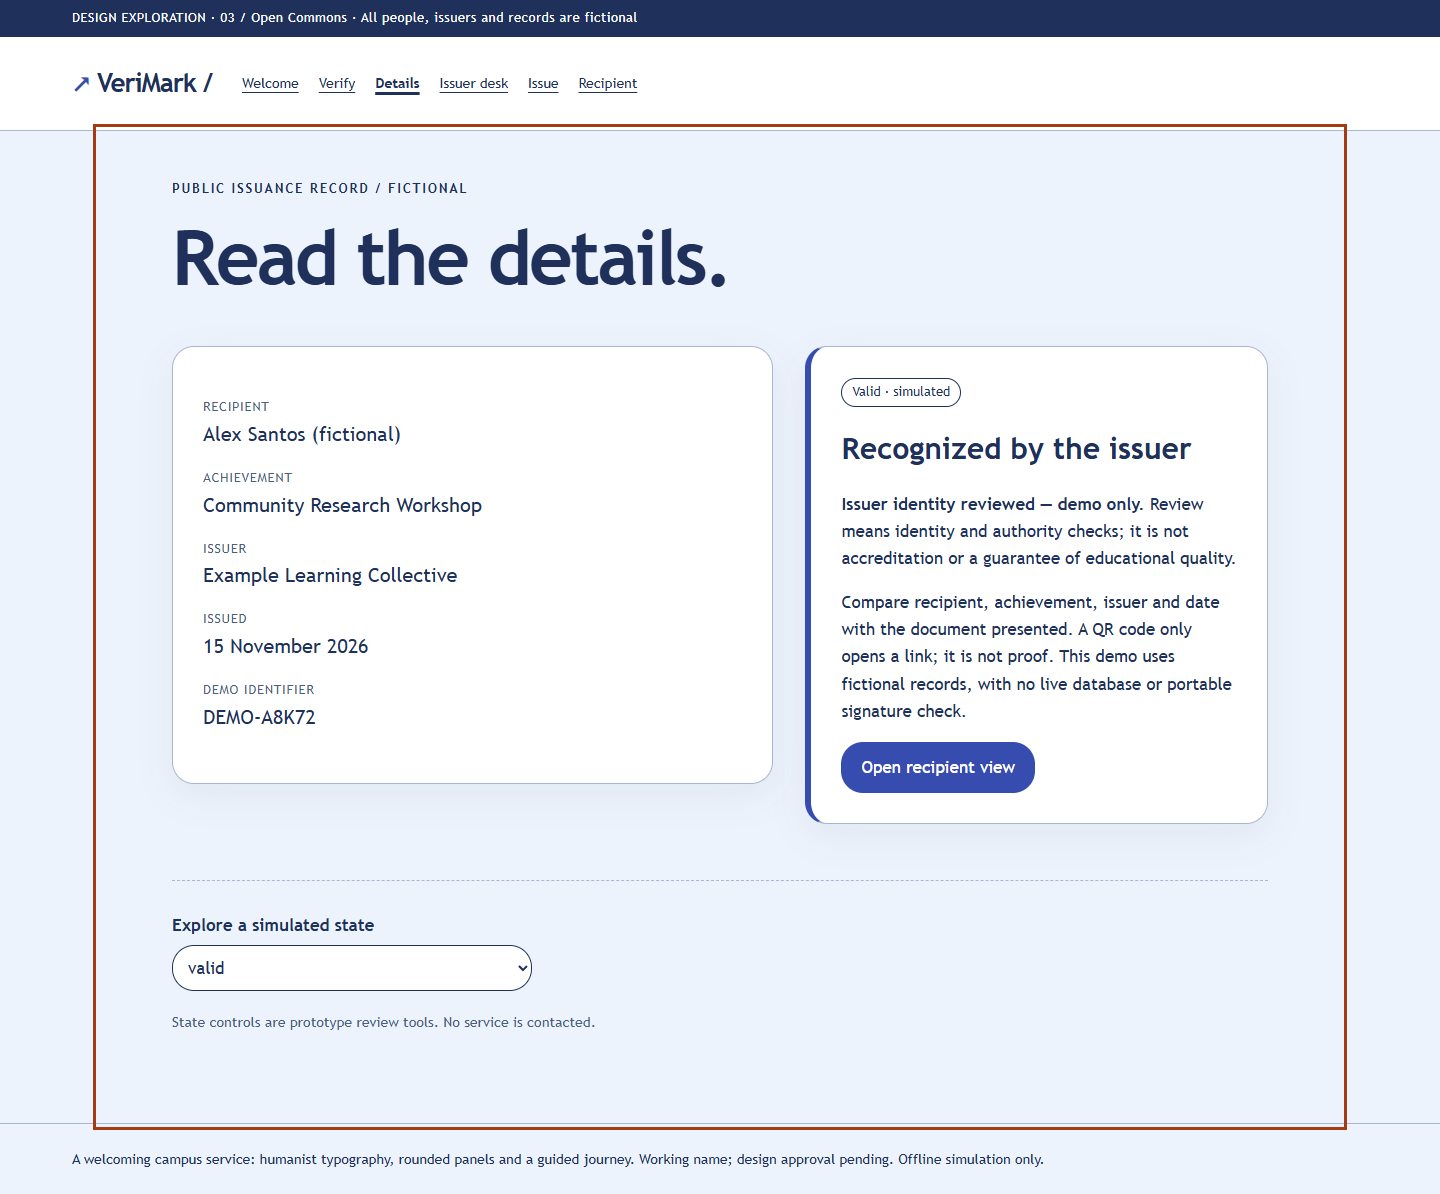 DESIGN EXPLORATION · 03 / Open Commons · All people, issuers and records are fictional
↗ VeriMark / Welcome Verify Details Issuer desk Issue Recipient
PUBLIC ISSUANCE RECORD / FICTIONAL
Read the details.
RECIPIENT
Alex Santos (fictional)
ACHIEVEMENT
Community Research Workshop
ISSUER
Example Learning Collective
ISSUED
15 November 2026
DEMO IDENTIFIER
DEMO-A8K72
Valid · simulated
Recognized by the issuer
Issuer identity reviewed — demo only. Review
means identity and authority checks; it is not
accreditation or a guarantee of educational quality.
Compare recipient, achievement, issuer and date
with the document presented. A QR code only
opens a link; it is not proof. This demo uses
fictional records, with no live database or portable
signature check.
Open recipient view
Explore a simulated state
valid
State controls are prototype review tools. No service is contacted.
A welcoming campus service: humanist typography, rounded panels and a guided journey. Working name; design approval pending. Offline simulation only.